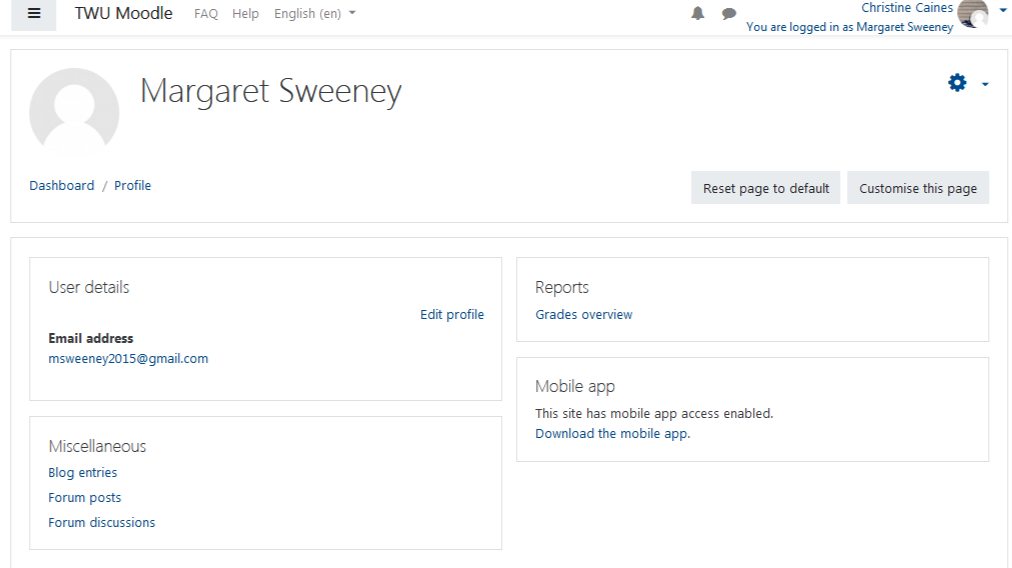 TWU Moodle FAQ Help English (en)
Christine Caines
You are logged in as Margaret Sweeney
Margaret Sweeney
Dashboard / Profile
Reset page to default
Customise this page
User details
Edit profile
Email address
msweeney2015@gmail.com
Miscellaneous
Blog entries
Forum posts
Forum discussions
Reports
Grades overview
Mobile app
This site has mobile app access enabled.
Download the mobile app.